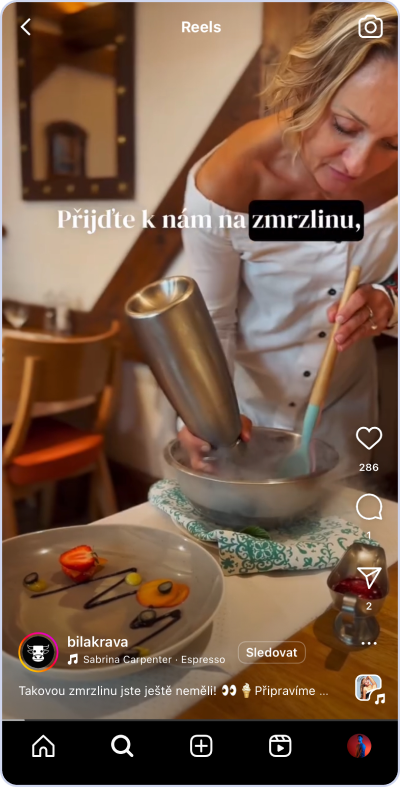 Reels
Přijďte k nám na zmrzlinu,
286
1
2
bilakrava
Sabrina Carpenter · Espresso
Sledovat
Takovou zmrzlinu jste ještě neměli! 👀🍦Připravíme ...